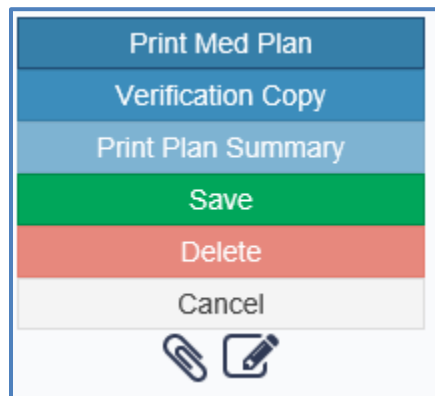 Print Med Plan
Verification Copy
Print Plan Summary
Save
Delete
Cancel